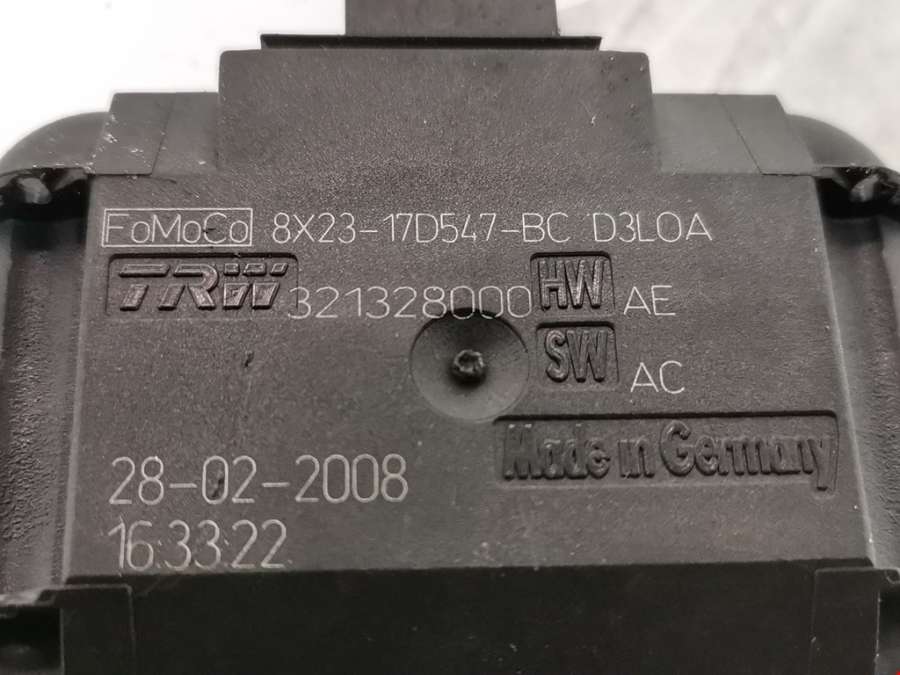 FoMoCo 8X23-17D547-BC D3LOA
TRW 321328000 HW AE
SW AC
Made in Germany
28-02-2008
16:33:22